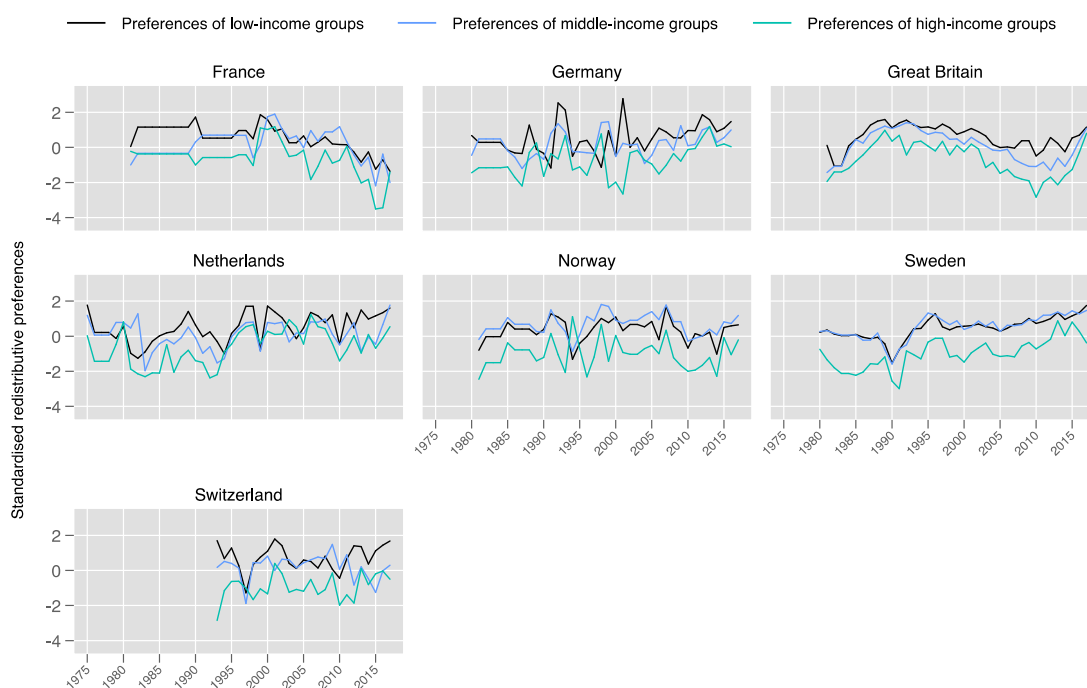 Preferences of low-income groups Preferences of middle-income groups Preferences of high-income groups
France Germany Great Britain
2
0
-2
-4
Netherlands Norway Sweden
2
0
-2
-4
1975 1980 1985 1990 1995 2000 2005 2010 2015 1975 1980 1985 1990 1995 2000 2005 2010 2015
Switzerland
2
0
-2
-4
1975 1980 1985 1990 1995 2000 2005 2010 2015
Standardised redistributive preferences